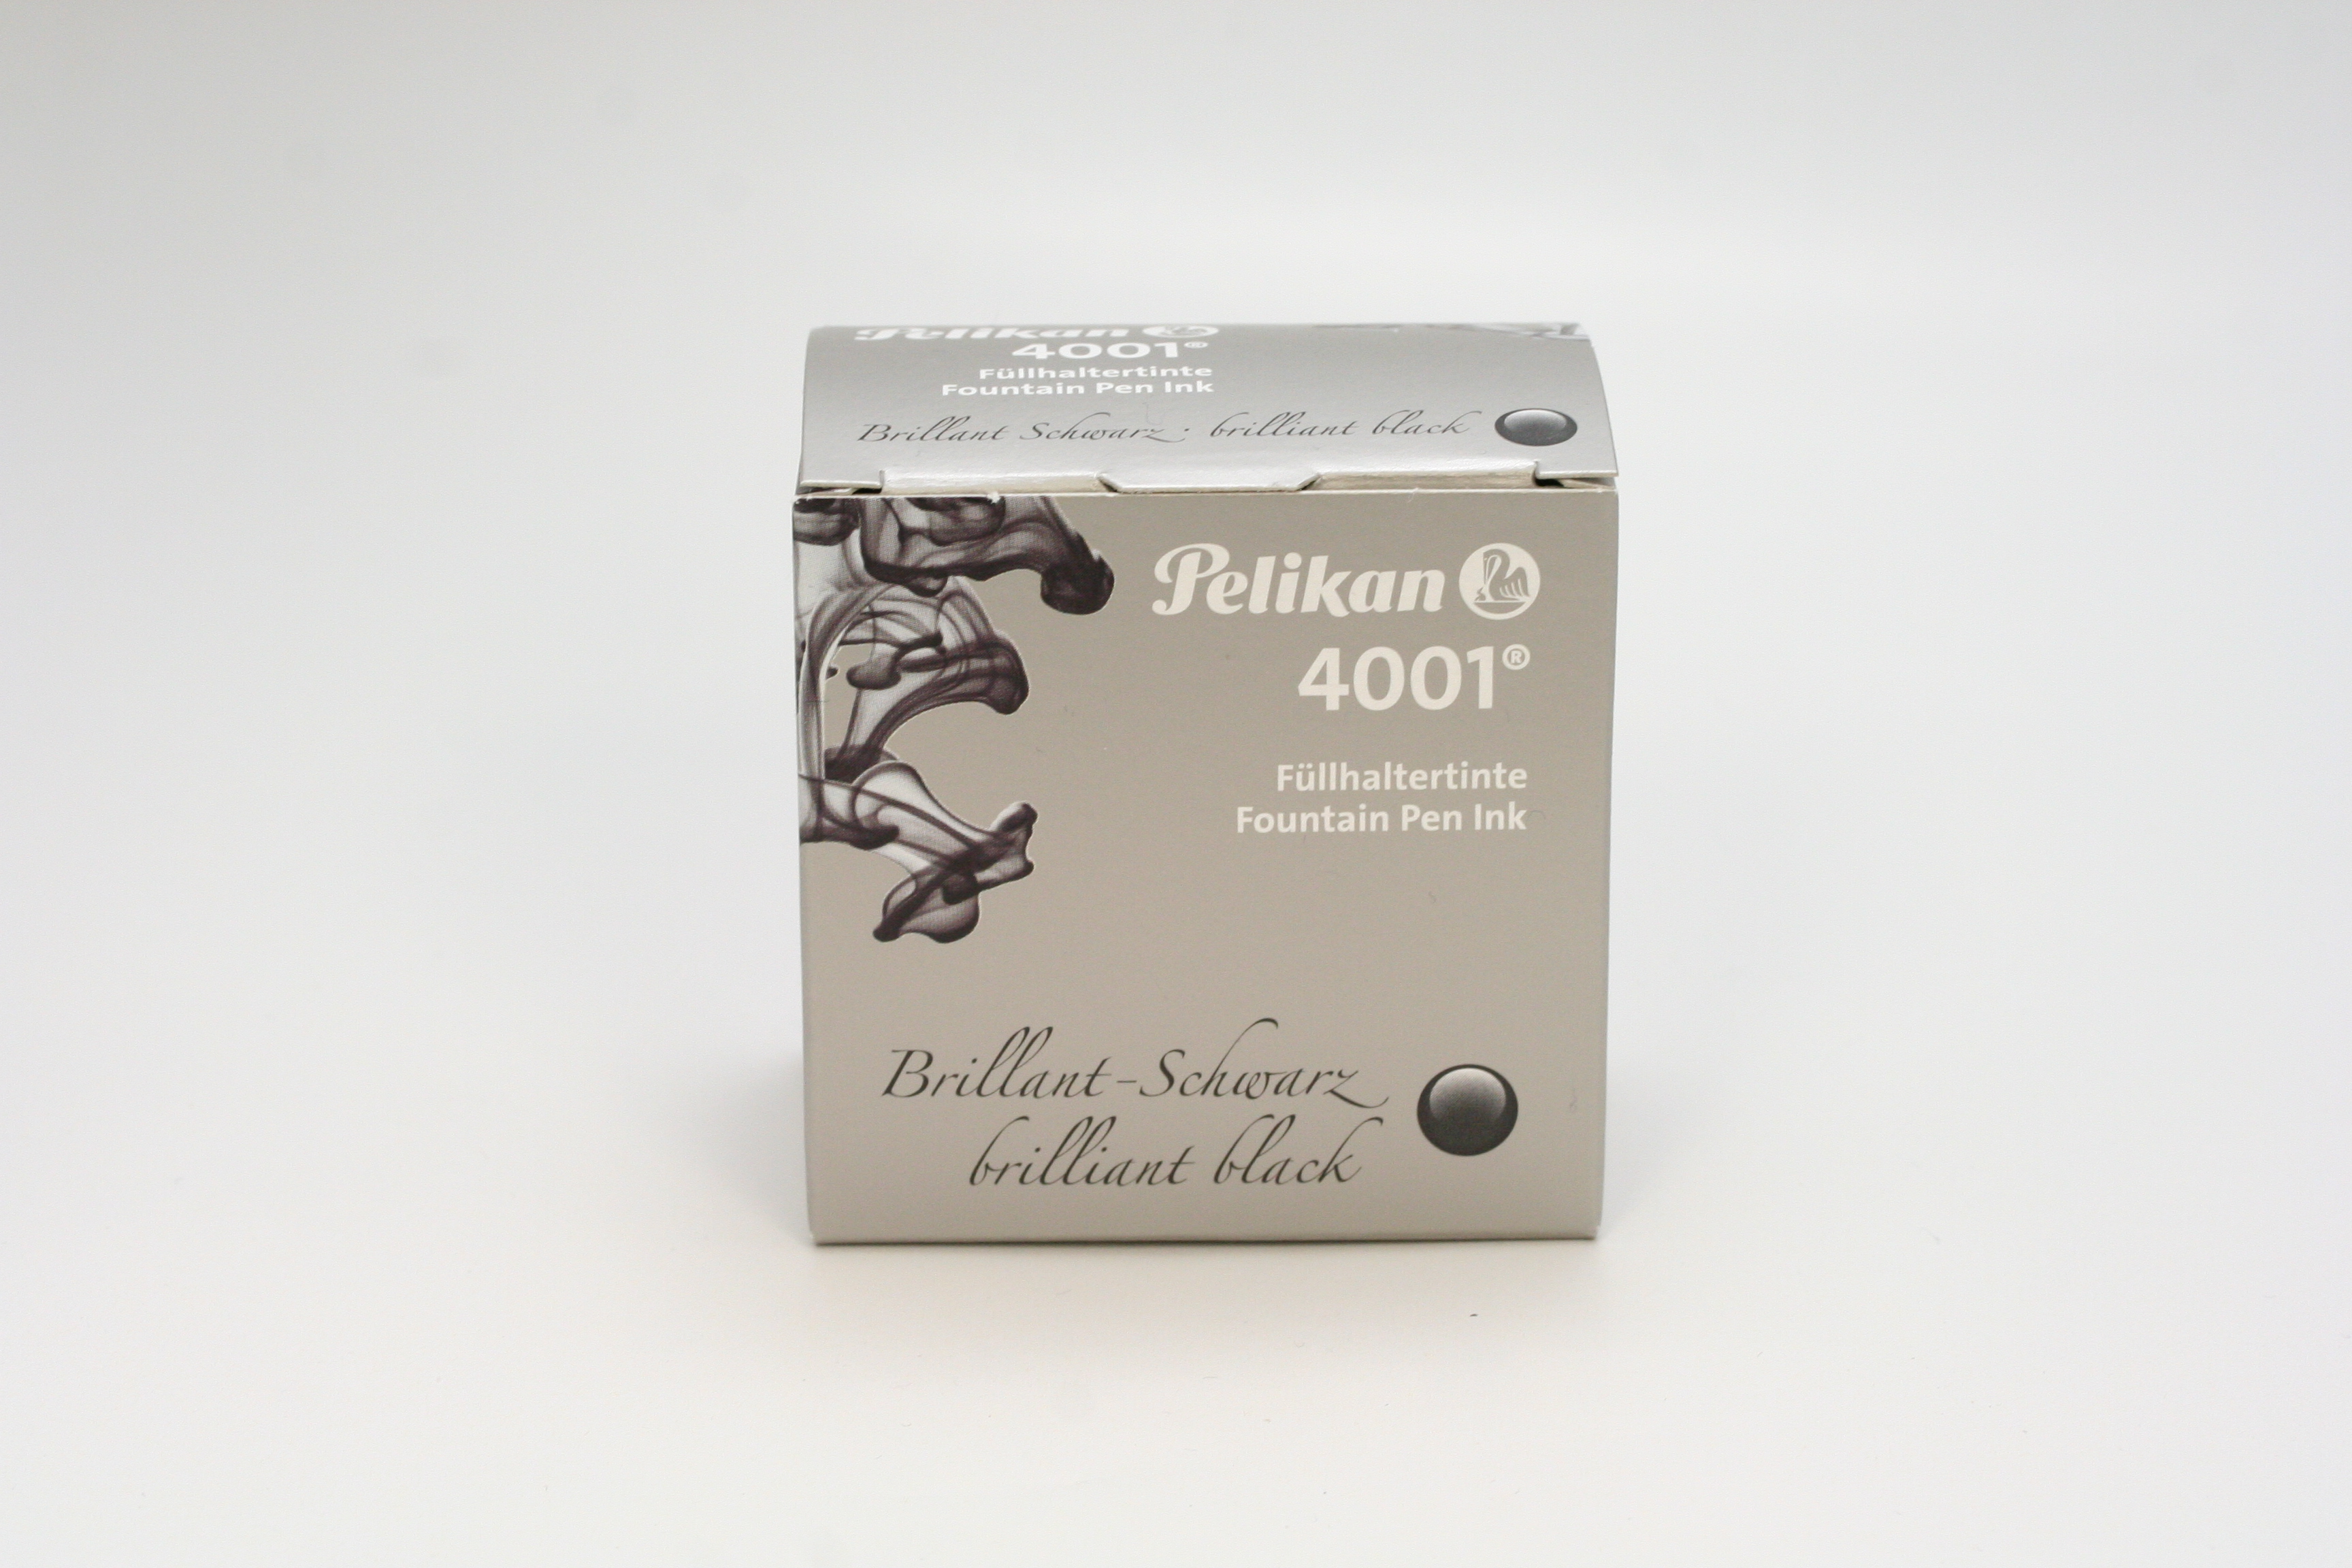 Pelikan
4001®
Füllhaltertinte
Fountain Pen Ink
Brillant Schwarz · brilliant black
Pelikan
4001®
Füllhaltertinte
Fountain Pen Ink
Brillant-Schwarz
brilliant black